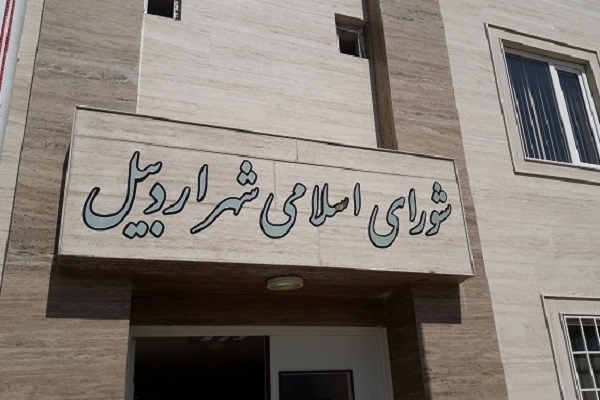 شورای اسلامی شهر اردبیل